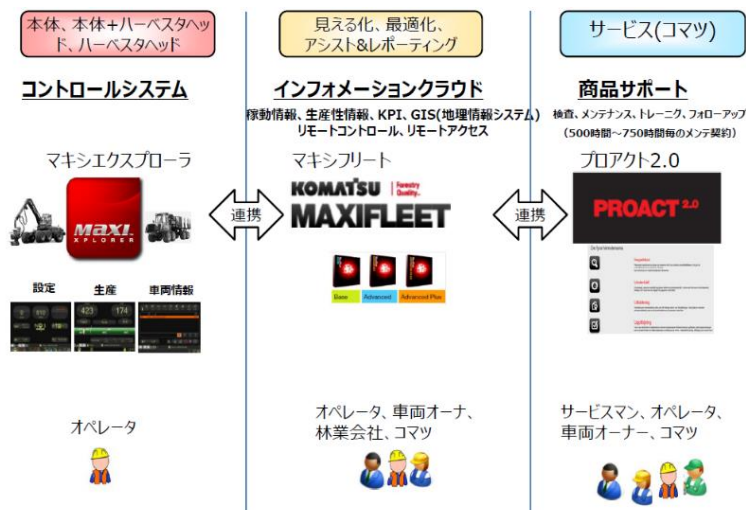 本体、本体＋ハーベスタヘッ
ド、ハーベスタヘッド
コントロールシステム
マキシエクスプローラ
MAXI
XPLORER
設定
生産
車両情報
423
174
オペレータ
見える化、最適化、
アシスト&レポーティング
インフォメーションクラウド
稼動情報、生産性情報、KPI、GIS(地理情報システム)
リモートコントロール、リモートアクセス
マキシフリート
KOMATSU
Forestry
Quality.
MAXIFLEET
Base
Advanced
Advanced Plus
オペレータ、車両オーナ、
林業会社、コマツ
連携
連携
サービス(コマツ)
商品サポート
検査、メンテナンス、トレーニク、フォローアップ
（500時間～750時間毎のメンテ契約）
プロアクト2.0
PROACT 2.0
サービスマン、オペレータ、
車両オーナー、コマツ